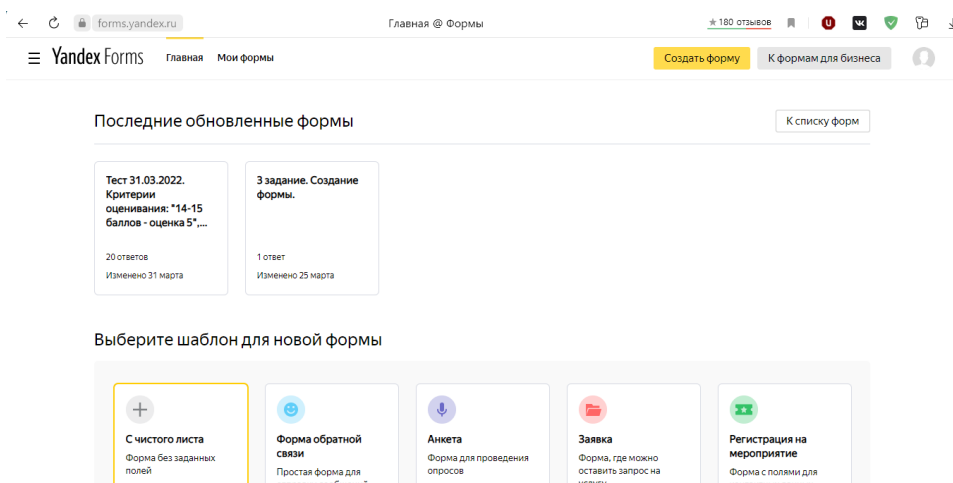 forms.yandex.ru
Главная @ Формы
★ 180 отзывов
Yandex Forms
Главная
Мои формы
Создать форму
К формам для бизнеса
Последние обновленные формы
К списку форм
Тест 31.03.2022.
Критерии
оценивания: "14-15
баллов - оценка 5",...
20 ответов
Изменено 31 марта
3 задание. Создание
формы.
1 ответ
Изменено 25 марта
Выберите шаблон для новой формы
С чистого листа
Форма без заданных
полей
Форма обратной
связи
Простая форма для
Анкета
Форма для проведения
опросов
Заявка
Форма, где можно
оставить запрос на
услугу
Регистрация на
мероприятие
Форма с полями для